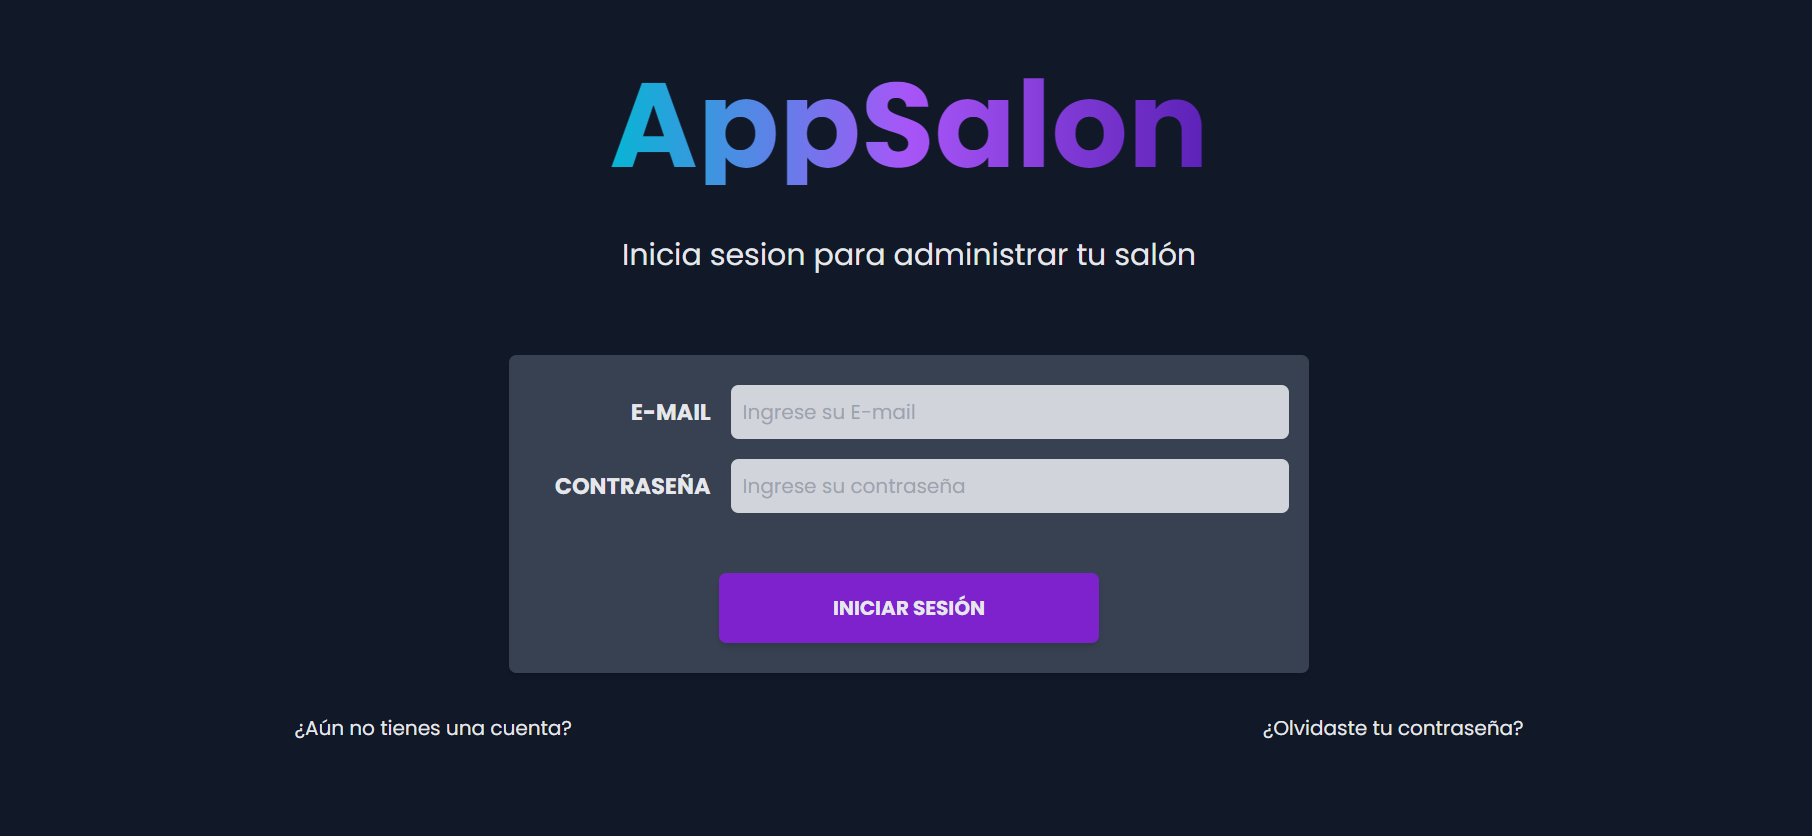 AppSalon
Inicia sesion para administrar tu salón
E-MAIL
Ingrese su E-mail
CONTRASEÑA
Ingrese su contraseña
INICIAR SESIÓN
¿Aún no tienes una cuenta?
¿Olvidaste tu contraseña?